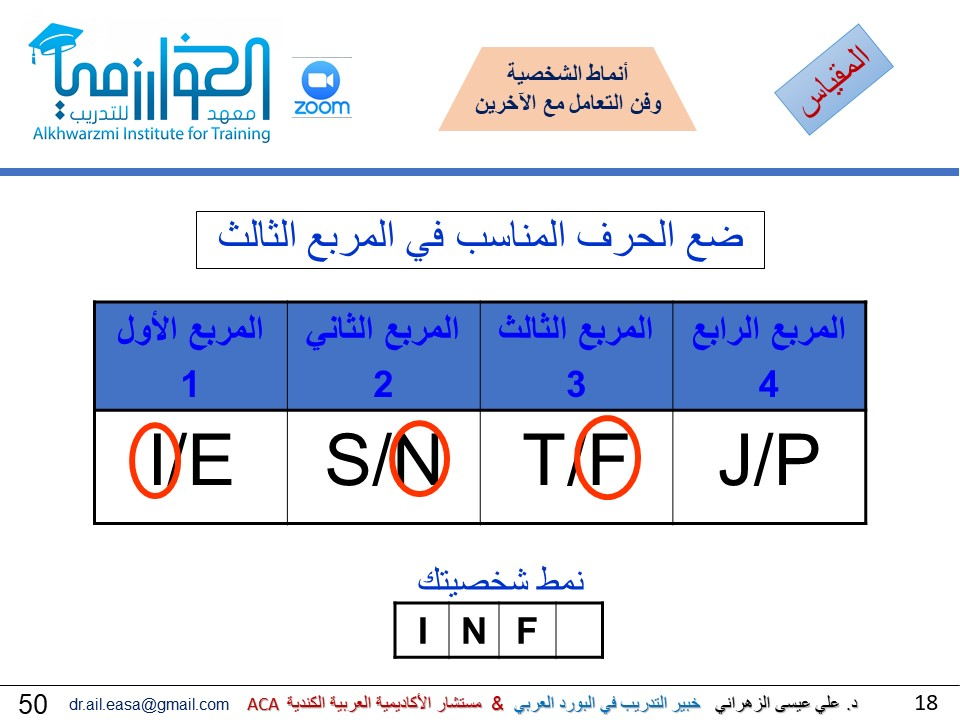 الخوارزمي
معهد للتدريب
Alkhwarzmi Institute for Training
zoom
أنماط الشخصية
وفن التعامل مع الآخرين
المقياس
ضع الحرف المناسب في المربع الثالث
المربع الأول المربع الثاني المربع الثالث المربع الرابع
1 2 3 4
I/E S/N T/F J/P
نمط شخصيتك
I N F
50 dr.ail.easa@gmail.com د. علي عيسى الزهراني خبير التدريب في البورد العربي & مستشار الأكاديمية العربية الكندية ACA 18